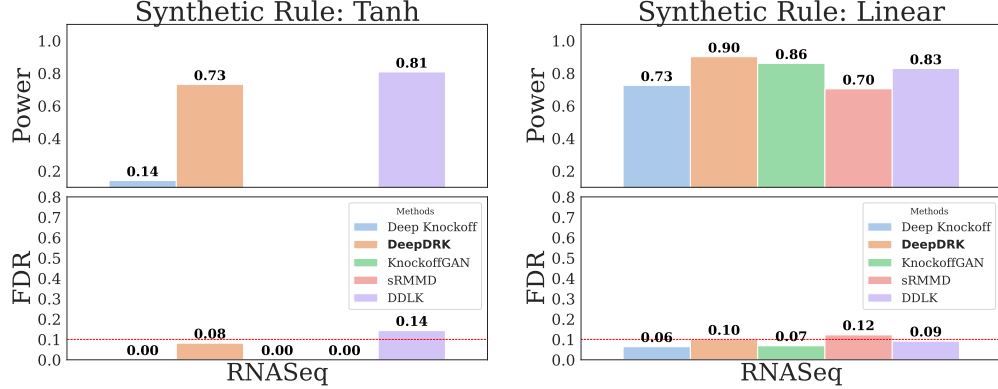 Synthetic Rule: Tanh
Power
1.0
0.8
0.6
0.4
0.2
0.14
0.73
0.81
FDR
0.8
0.7
0.6
0.5
0.4
0.3
0.2
0.1
0.0
0.00
0.08
0.00
0.00
0.14
Methods
Deep Knockoff
DeepDRK
KnockoffGAN
sRMMD
DDLK
RNASeq
Synthetic Rule: Linear
Power
1.0
0.8
0.6
0.4
0.2
0.73
0.90
0.86
0.70
0.83
FDR
0.8
0.7
0.6
0.5
0.4
0.3
0.2
0.1
0.0
0.06
0.10
0.07
0.12
0.09
Methods
Deep Knockoff
DeepDRK
KnockoffGAN
sRMMD
DDLK
RNASeq